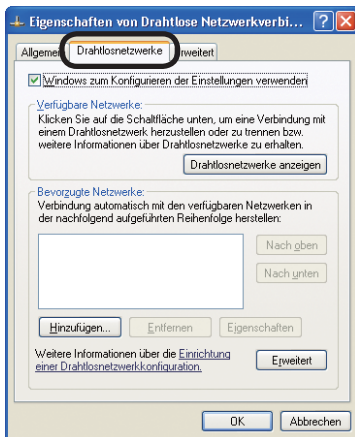 Eigenschaften von Drahtlose Netzwerkverbi...
Drahtlosnetzwerke
Windows zum Konfigurieren der Einstellungen verwenden
Verfügbare Netzwerke:
Klicken Sie auf die Schaltfläche unten, um eine Verbindung mit
einem Drahtlosnetzwerk herzustellen oder zu trennen bzw.
weitere Informationen über Drahtlosnetzwerke zu erhalten.
Drahtlosnetzwerke anzeigen
Bevorzugte Netzwerke:
Verbindung automatisch mit den verfügbaren Netzwerken in
der nachfolgend aufgeführten Reihenfolge herstellen:
Nach oben
Nach unten
Hinzufügen... Entfernen Eigenschaften
Weitere Informationen über die Einrichtung
einer Drahtlosnetzwerkkonfiguration.
Erweitert
OK Abbrechen